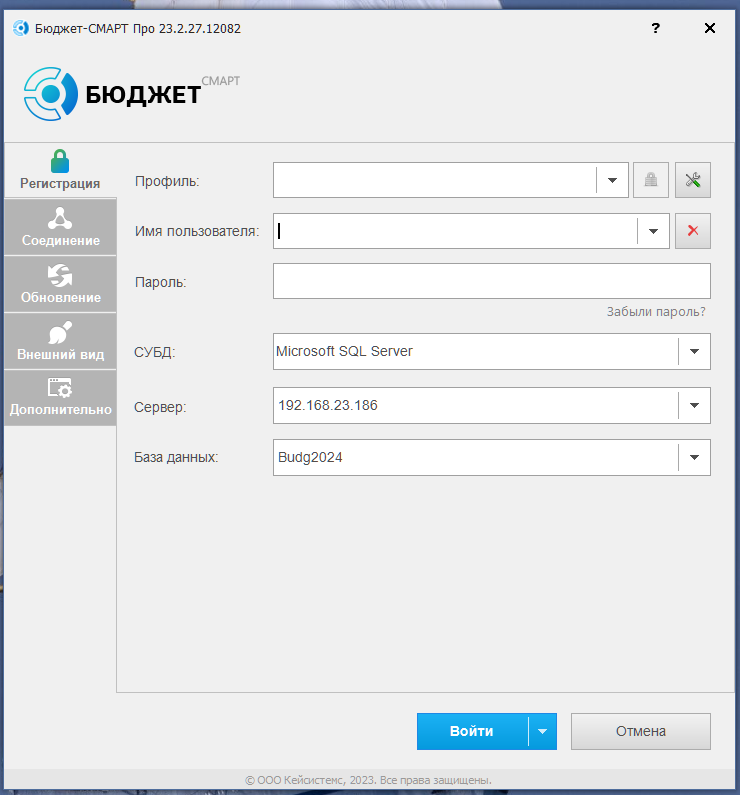 Бюджет-СМАРТ Про 23.2.27.12082
?
БЮДЖЕТ СМАРТ
Регистрация
Соединение
Обновление
Внешний вид
Дополнительно
Профиль:
Имя пользователя:
Пароль:
Забыли пароль?
СУБД: Microsoft SQL Server
Сервер: 192.168.23.186
База данных: Budg2024
Войти Отмена
© ООО Кейсистемс, 2023. Все права защищены.